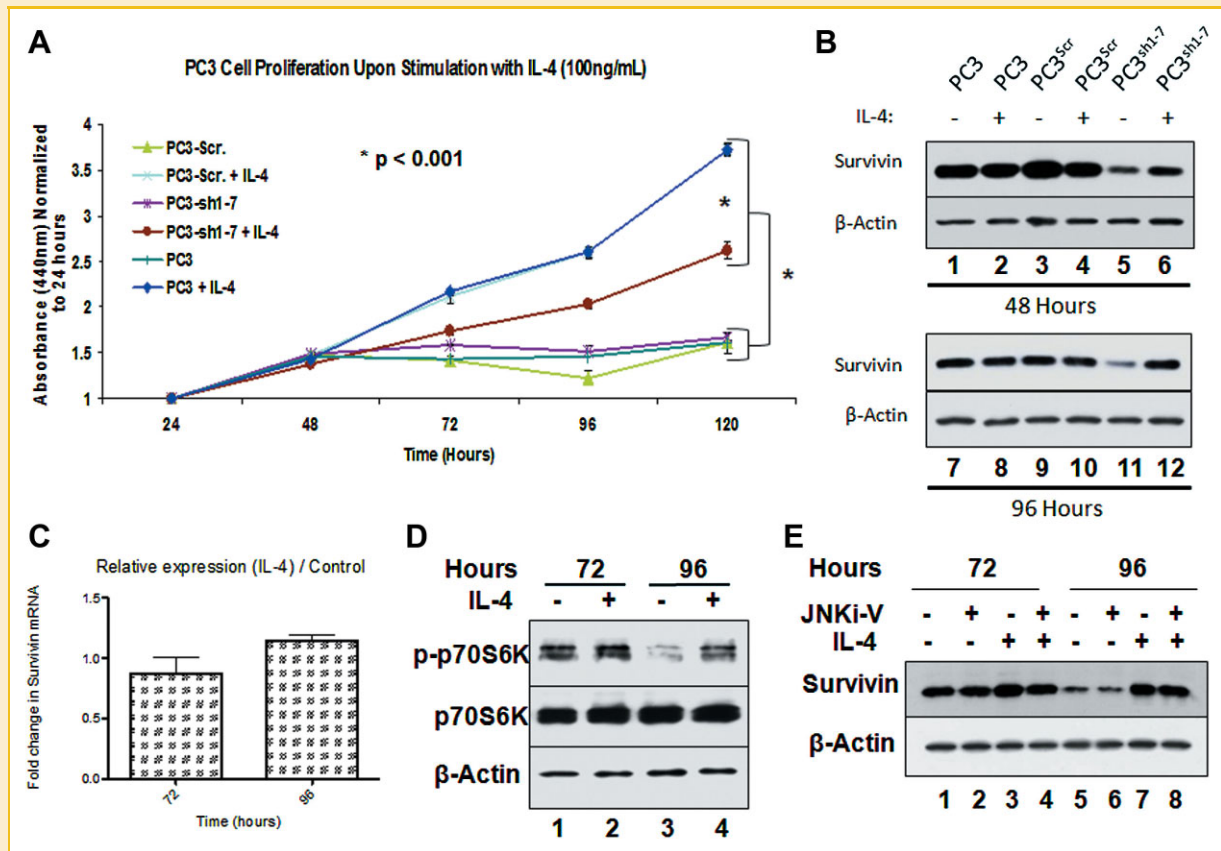 A
PC3 Cell Proliferation Upon Stimulation with IL-4 (100ng/mL)
Absorbance (440nm) Normalized
to 24 hours
4
3.5
3
2.5
2
1.5
1
PC3-Scr.
PC3-Scr. + IL-4
PC3-sh1-7
PC3-sh1-7 + IL-4
PC3
PC3 + IL-4
* p < 0.001
*
*
24 48 72 96 120
Time (Hours)
B
PC3 PC3 PC3Scr PC3Scr PC3sh1-7 PC3sh1-7
IL-4: - + - + - +
Survivin
β-Actin
1 2 3 4 5 6
48 Hours
Survivin
β-Actin
7 8 9 10 11 12
96 Hours
C
Relative expression (IL-4) / Control
Fold change in Survivin mRNA
1.5
1.0
0.5
0.0
72 96
Time (hours)
D
Hours 72 96
IL-4 - + - +
p-p70S6K
p70S6K
β-Actin
1 2 3 4
E
Hours 72 96
JNKi-V - + - + - + - +
IL-4 - - + + - - + +
Survivin
β-Actin
1 2 3 4 5 6 7 8